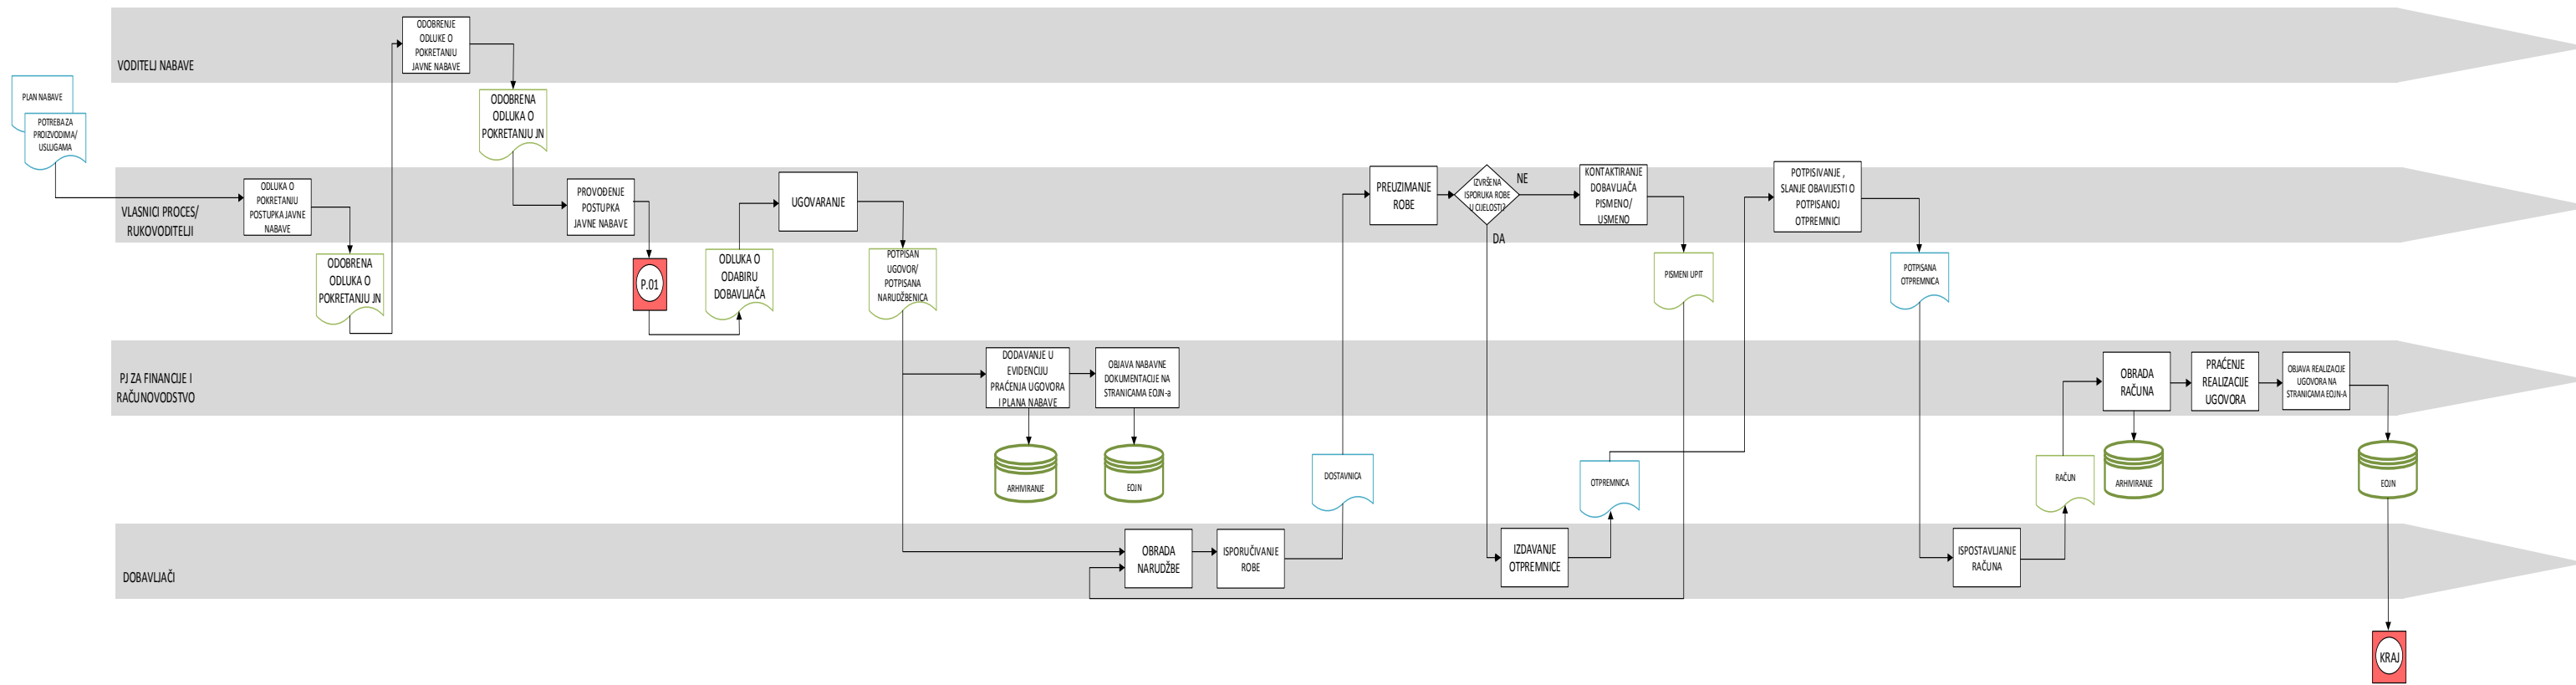 VODITELJ NABAVE
ODOBRENJE
ODLUKE O
POKRETANJU
JAVNE NABAVE
PLAN NABAVE
POTREBA ZA
PROIZVODIMA/
USLUGAMA
ODOBRENA
ODLUKA O
POKRETANJU JN
VLASNICI PROCES/
RUKOVODITELJI
ODLUKA O
POKRETANJU
POSTUPKA JAVNE
NABAVE
ODOBRENA
ODLUKA O
POKRETANJU JN
PROVOĐENJE
POSTUPKA
JAVNE NABAVE
P.01
ODLUKA O
ODABIRU
DOBAVLJAČA
UGOVARANJE
POTPISAN
UGOVOR/
POTPISANA
NARUDŽBENICA
PREUZIMANJE
ROBE
IZVRŠENA
ISPORUKA ROBE
U CIJELOSTI?
NE
DA
KONTAKTIRANJE
DOBAVLJAČA
PISMENO/
USMENO
PISMENI UPIT
POTPISIVANJE ,
SLANJE OBAVIJESTI O
POTPISANOJ
OTPREMNICI
POTPISANA
OTPREMNICA
PJ ZA FINANCIJE I
RAČUNOVODSTVO
DODAVANJE U
EVIDENCIJU
PRAĆENJA UGOVORA
I PLANA NABAVE
OBJAVA NABAVNE
DOKUMENTACIJE NA
STRANICAMA EOJN-a
ARHIVIRANJE
EOJN
DOSTAVNICA
OTPREMNICA
RAČUN
OBRADA
RAČUNA
PRAĆENJE
REALIZACIJE
UGOVORA
OBJAVA REALIZACIJE
UGOVORA NA
STRANICAMA EOJN-A
ARHIVIRANJE
EOJN
DOBAVLJAČI
OBRADA
NARUDŽBE
ISPORUČIVANJE
ROBE
IZDAVANJE
OTPREMNICE
ISPOSTAVLJANJE
RAČUNA
KRAJ